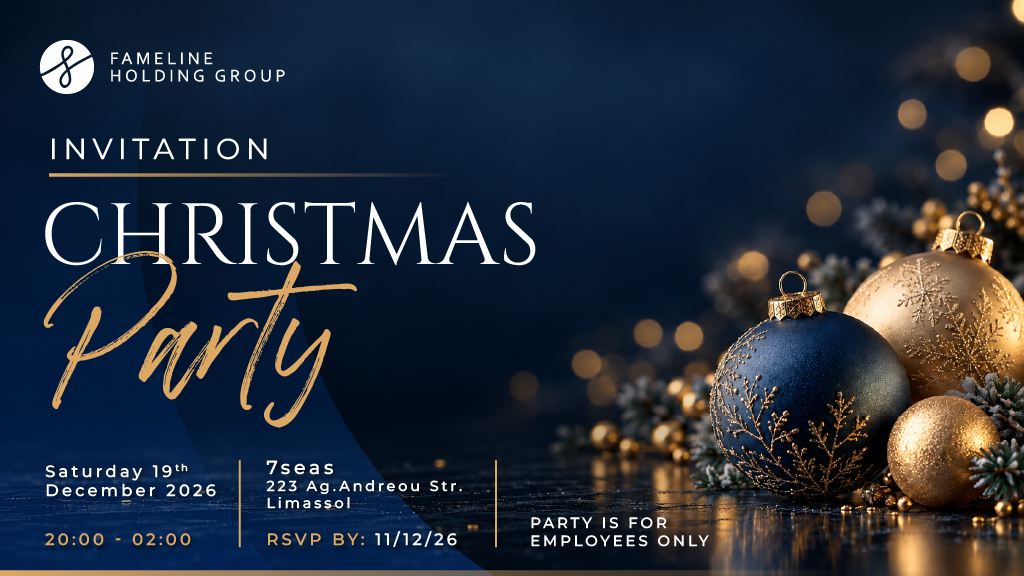 FAMELINE
HOLDING GROUP
INVITATION
CHRISTMAS
Party
Saturday 19th
December 2026
20:00 - 02:00
7seas
223 Ag.Andreou Str.
Limassol
RSVP BY: 11/12/26
PARTY IS FOR
EMPLOYEES ONLY